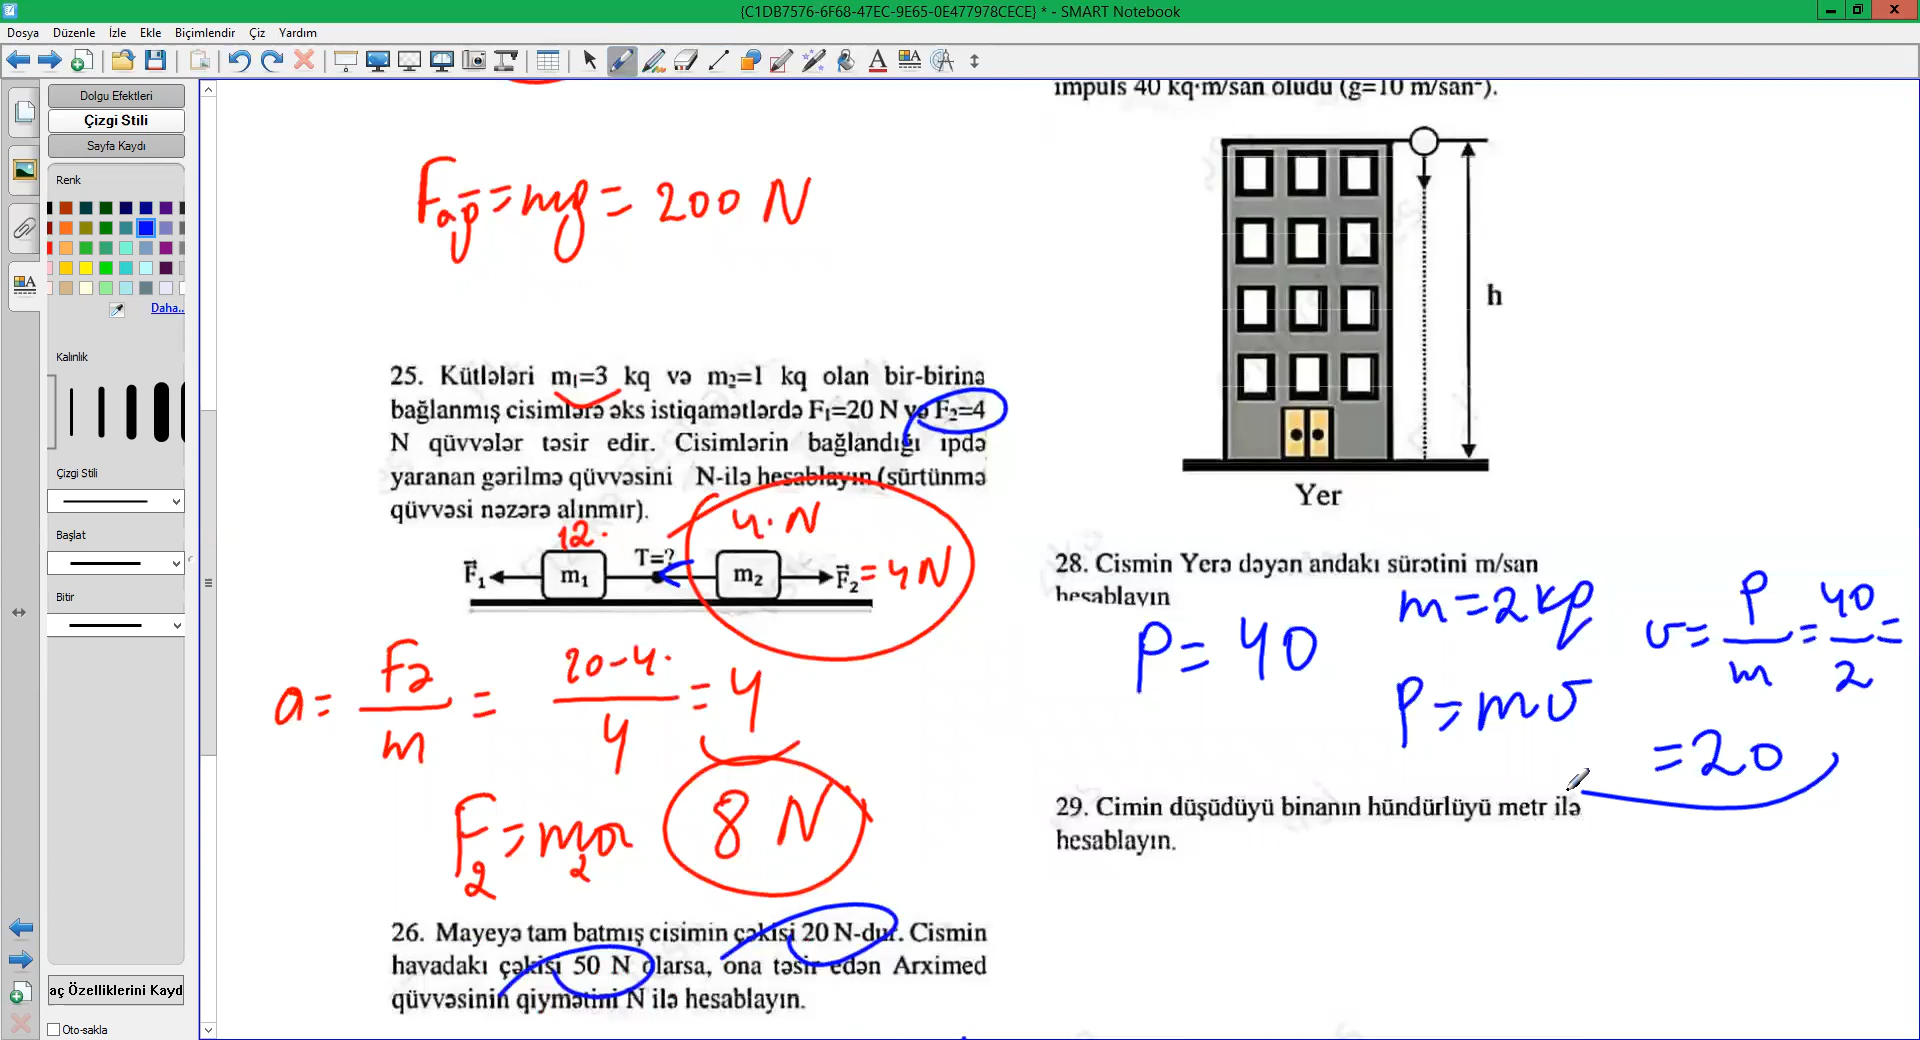 {C1DB7576-6F68-47EC-9E65-0E477978CECE} * - SMART Notebook
Dosya Düzenle İzle Ekle Biçimlendir Çiz Yardım
Dolgu Efektleri
Çizgi Stili
Sayfa Kaydı
Renk
Daha..
Kalınlık
Çizgi Stili
Başlat
Bitir
aç Özelliklerini Kayd
Oto-sakla
F = mg = 200 N
25. Kütlələri m₁=3 kq və m₂=1 kq olan bir-birinə
bağlanmış cisimlərə əks istiqamətlərdə F₁=20 N və F₂=4
N qüvvələr təsir edir. Cisimlərin bağlandığı ipdə
yaranan gərilmə qüvvəsini N-ilə hesablayın (sürtünmə
qüvvəsi nəzərə alınmır).
12. 4. N
F₁ m₁ T=? m₂ F₂ = 4N
a = Fə/m = 20-4./4 = 4
F₂ = m₂a 8 N
26. Mayeyə tam batmış cisimin çəkisi 20 N-dur. Cismin
havadakı çəkisi 50 N olarsa, ona təsir edən Arximed
qüvvəsinin qiymətini N ilə hesablayın.
impuls 40 kq·m/san oludu (g=10 m/san²).
h
Yer
28. Cismin Yerə dəyən andakı sürətini m/san
hesablayın
P = 40
m = 2kq
P = mʊ
ʊ = P/m = 40/2 =
= 20
29. Cimin düşüdüyü binanın hündürlüyü metr ilə
hesablayın.